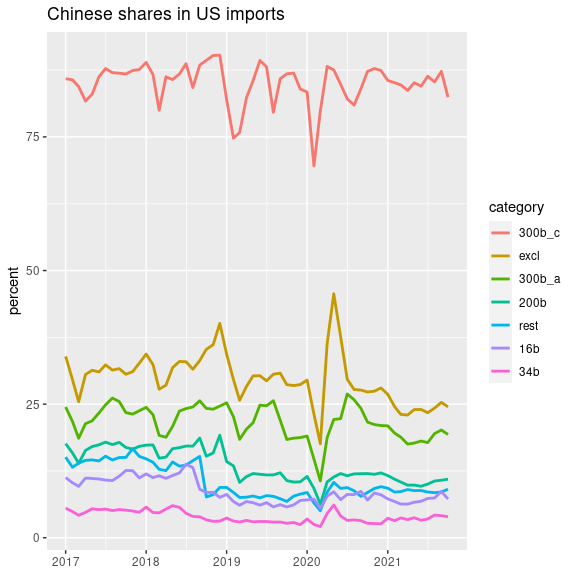 Chinese shares in US imports
percent
75
50
25
0
2017 2018 2019 2020 2021
category
300b_c
excl
300b_a
200b
rest
16b
34b